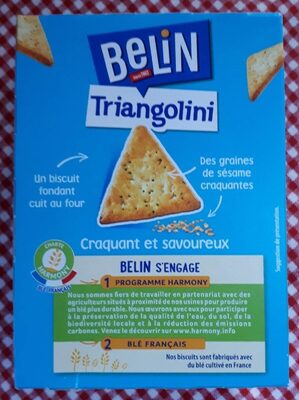 BELIN
DEPUIS 1902
Triangolini
Un biscuit
fondant
cuit au four
Des graines
de sésame
craquantes
Suggestion de présentation.
CHARTE
HARMONY
BLÉ FRANÇAIS
Craquant et savoureux
BELIN S'ENGAGE
1 PROGRAMME HARMONY
Nous sommes fiers de travailler en partenariat avec des
agriculteurs situés à proximité de nos usines pour produire
un blé plus durable. Nous œuvrons avec eux pour participer
à la préservation de la qualité de l'eau, du sol, de la
biodiversité locale et à la réduction des émissions
carbones. Venez le découvrir sur www.harmony.info
2 BLÉ FRANÇAIS
Nos biscuits sont fabriqués avec
du blé cultivé en France